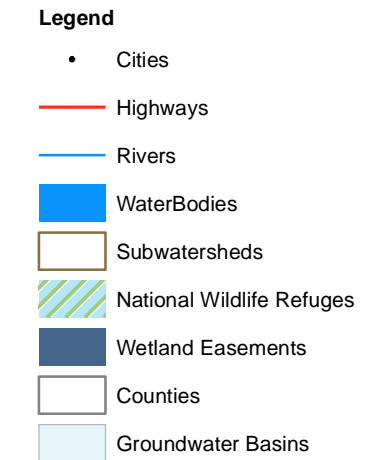 Legend
Cities
Highways
Rivers
WaterBodies
Subwatersheds
National Wildlife Refuges
Wetland Easements
Counties
Groundwater Basins